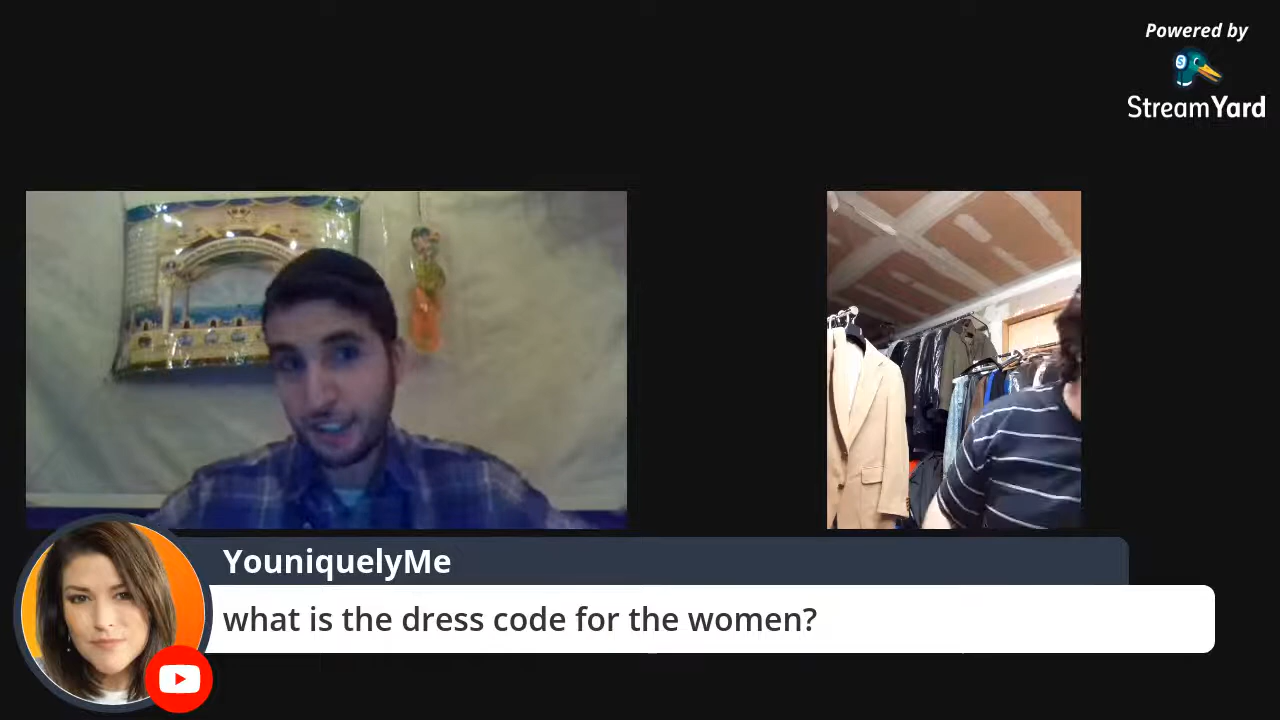 Powered by
StreamYard
YouniquelyMe
what is the dress code for the women?